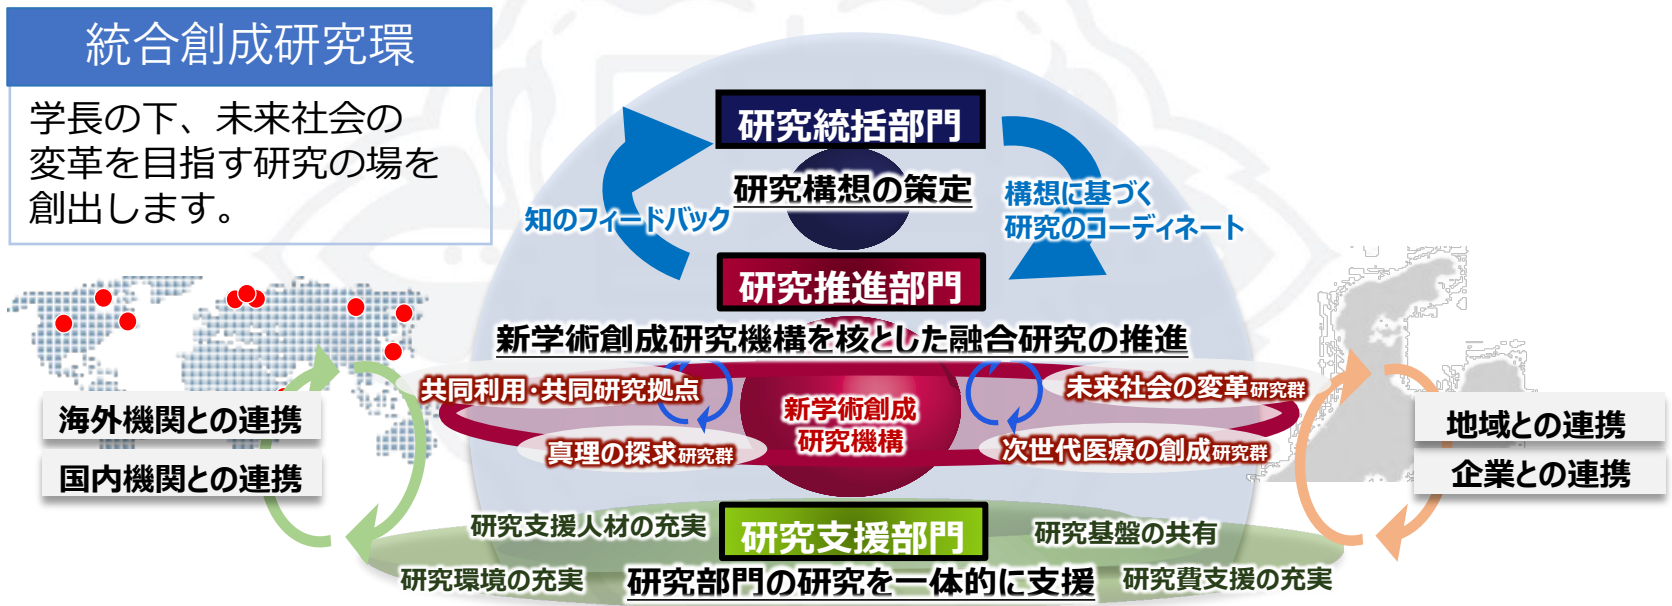 統合創成研究環
学長の下、未来社会の
変革を目指す研究の場を
創出します。
研究統括部門
研究構想の策定
知のフィードバック
構想に基づく
研究のコーディネート
研究推進部門
新学術創成研究機構を核とした融合研究の推進
共同利用・共同研究拠点
未来社会の変革研究群
新学術創成
研究機構
真理の探求研究群
次世代医療の創成研究群
海外機関との連携
国内機関との連携
地域との連携
企業との連携
研究支援人材の充実
研究支援部門
研究基盤の共有
研究環境の充実
研究部門の研究を一体的に支援
研究費支援の充実